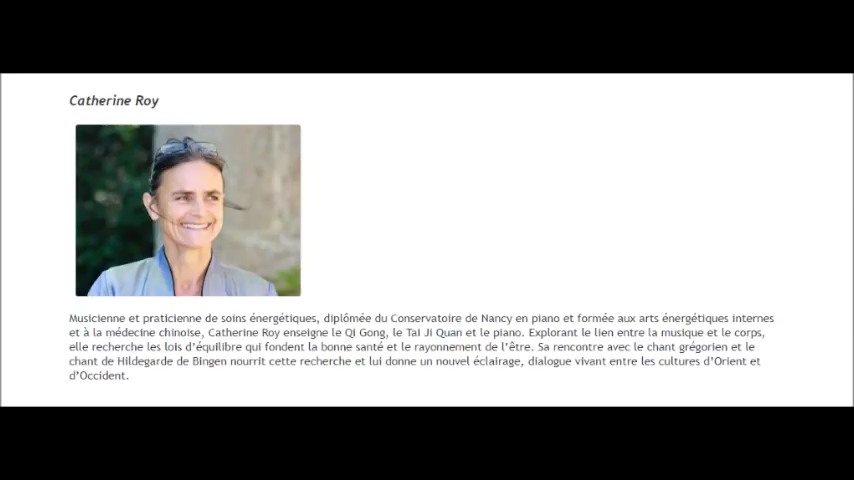 Catherine Roy
Musicienne et praticienne de soins énergétiques, diplômée du Conservatoire de Nancy en piano et formée aux arts énergétiques internes
et à la médecine chinoise, Catherine Roy enseigne le Qi Gong, le Tai Ji Quan et le piano. Explorant le lien entre la musique et le corps,
elle recherche les lois d'équilibre qui fondent la bonne santé et le rayonnement de l'être. Sa rencontre avec le chant grégorien et le
chant de Hildegarde de Bingen nourrit cette recherche et lui donne un nouvel éclairage, dialogue vivant entre les cultures d'Orient et
d'Occident.